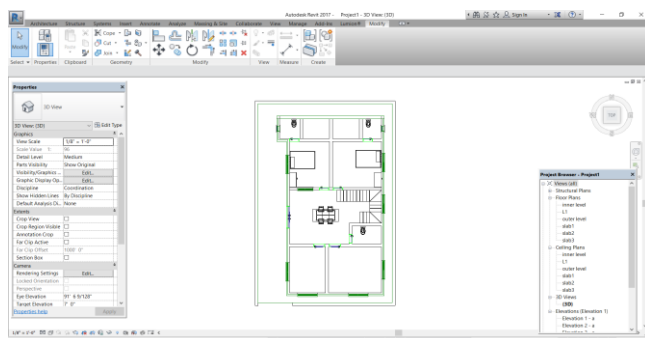 Autodesk Revit 2017 - Project1 - 3D View: {3D}
Sign In
Architecture Structure Systems Insert Annotate Analyze Massing & Site Collaborate View Manage Add-Ins Lumion® Modify
Modify
Paste
Cope
Cut
Join
Select Properties Clipboard Geometry Modify View Measure Create
Properties
3D View
3D View: {3D} Edit Type
Graphics
View Scale 1/8" = 1'-0"
Scale Value 1: 96
Detail Level Medium
Parts Visibility Show Original
Visibility/Graphics ... Edit...
Graphic Display Op... Edit...
Discipline Coordination
Show Hidden Lines By Discipline
Default Analysis Di... None
Extents
Crop View
Crop Region Visible
Annotation Crop
Far Clip Active
Far Clip Offset 1000' 0"
Section Box
Camera
Rendering Settings Edit...
Locked Orientation
Perspective
Eye Elevation
Target Elevation
Properties help Apply
TOP
Project Browser - Project1
Views (all)
Structural Plans
Floor Plans
inner level
L1
outer level
slab1
slab2
slab3
Ceiling Plans
inner level
L1
outer level
slab1
slab2
slab3
3D Views
{3D}
Elevations (Elevation 1)
Elevation 1 - a
Elevation 2 - a
1/8" = 1'-0"